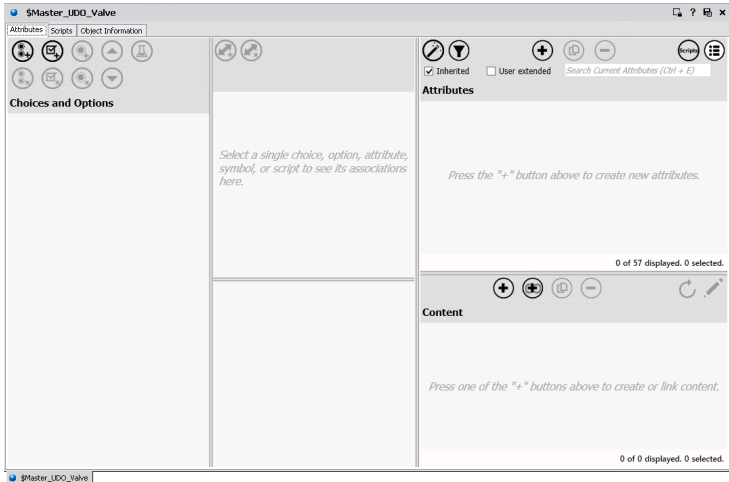 $Master_UDO_Valve
Attributes Scripts Object Information
Scripts
Inherited User extended Search Current Attributes (Ctrl + E)
Choices and Options
Attributes
Select a single choice, option, attribute,
symbol, or script to see its associations
here.
Press the "+" button above to create new attributes.
0 of 57 displayed. 0 selected.
Content
Press one of the "+" buttons above to create or link content.
0 of 0 displayed. 0 selected.
$Master_UDO_Valve